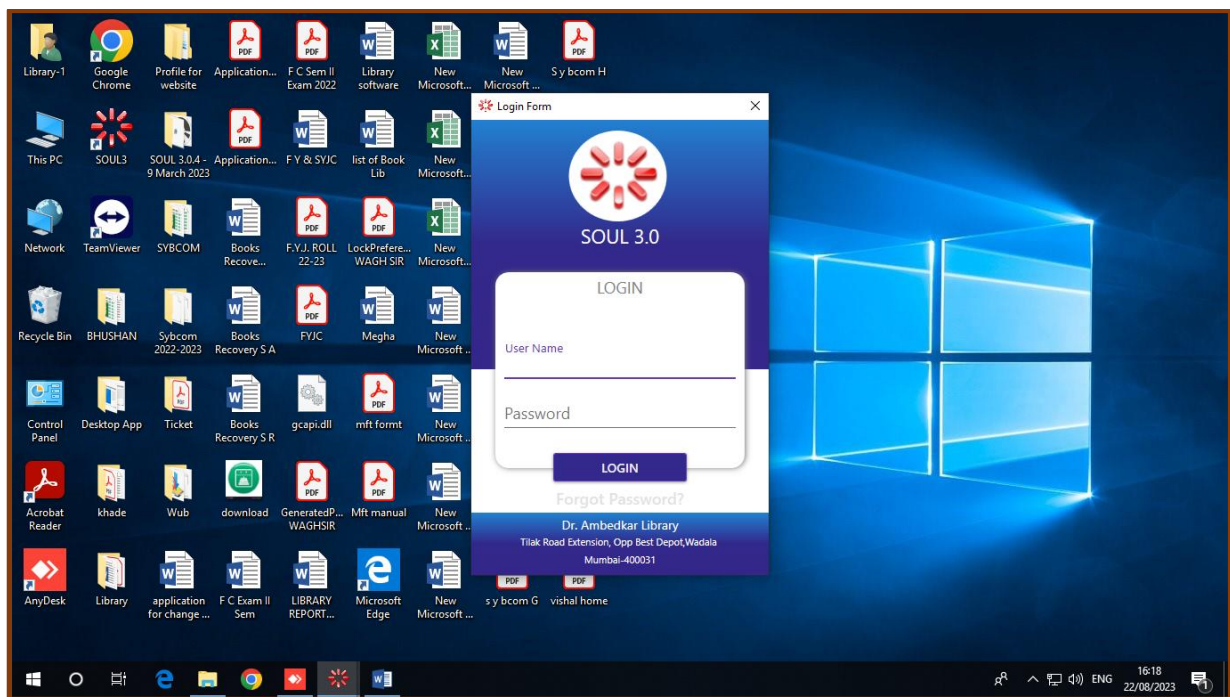 Library-1
Google
Chrome
Profile for
website
Application...
F C Sem II
Exam 2022
Library
software
New
Microsoft...
New
Microsoft ...
S y bcom H
This PC
SOUL3
SOUL 3.0.4 -
9 March 2023
Application...
F Y & SYJC
list of Book
Lib
New
Microsoft...
Network
TeamViewer
SYBCOM
Books
Recove...
F.Y.J. ROLL
22-23
LockPrefere...
WAGH SIR
New
Microsoft...
Recycle Bin
BHUSHAN
Sybcom
2022-2023
Books
Recovery S A
FYJC
Megha
New
Microsoft ..
Control
Panel
Desktop App
Ticket
Books
Recovery S R
gcapi.dll
mft formt
New
Microsoft ..
Acrobat
Reader
khade
Wub
download
GeneratedP...
WAGHSIR
Mft manual
New
Microsoft ..
AnyDesk
Library
application
for change ...
F C Exam II
Sem
LIBRARY
REPORT...
Microsoft
Edge
New
Microsoft ...
s y bcom G
vishal home
Login Form
SOUL 3.0
LOGIN
User Name
Password
LOGIN
Forgot Password?
Dr. Ambedkar Library
Tilak Road Extension, Opp Best Depot,Wadala
Mumbai-400031
ENG
16:18
22/08/2023